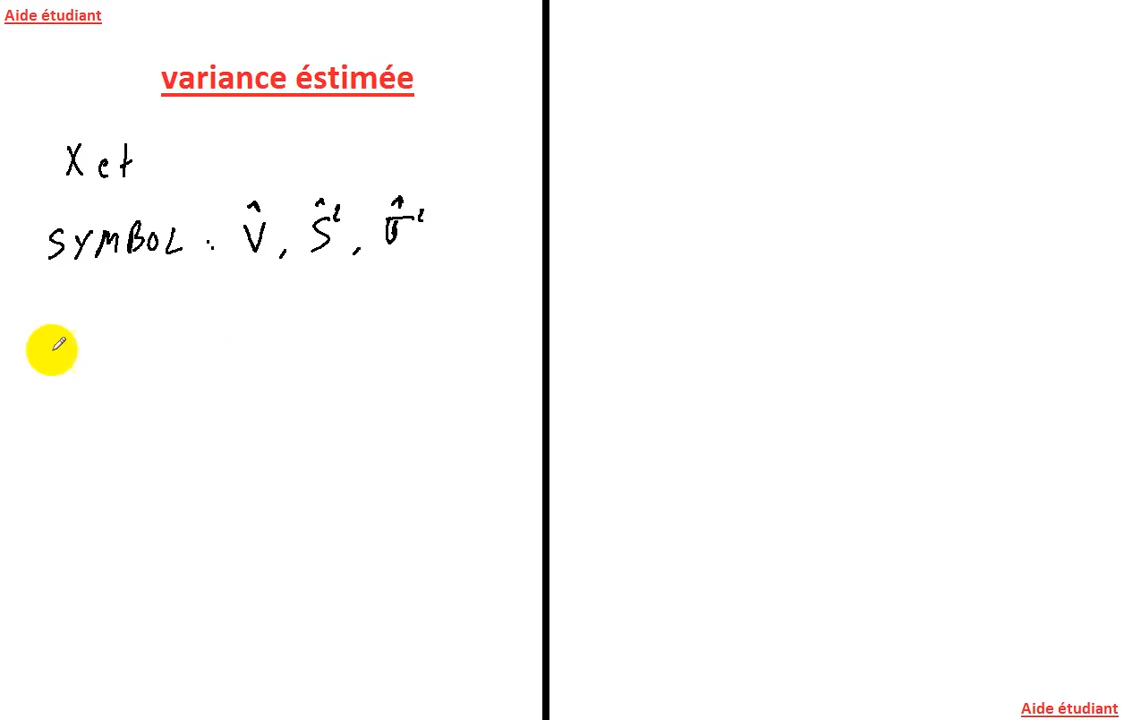 Aide étudiant
variance éstimée
X et
SYMBOL : V̂, Ŝ², σ̂²
Aide étudiant